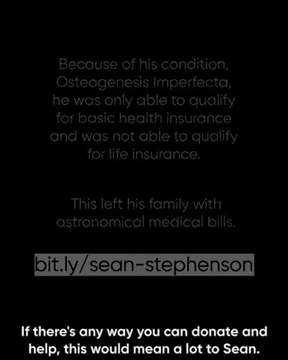 Because of his condition,
Osteogenesis Imperfecta,
he was only able to qualify
for basic health insurance
and was not able to qualify
for life insurance.
This left his family with
astronomical medical bills.
bit.ly/sean-stephenson
If there's any way you can donate and
help, this would mean a lot to Sean.